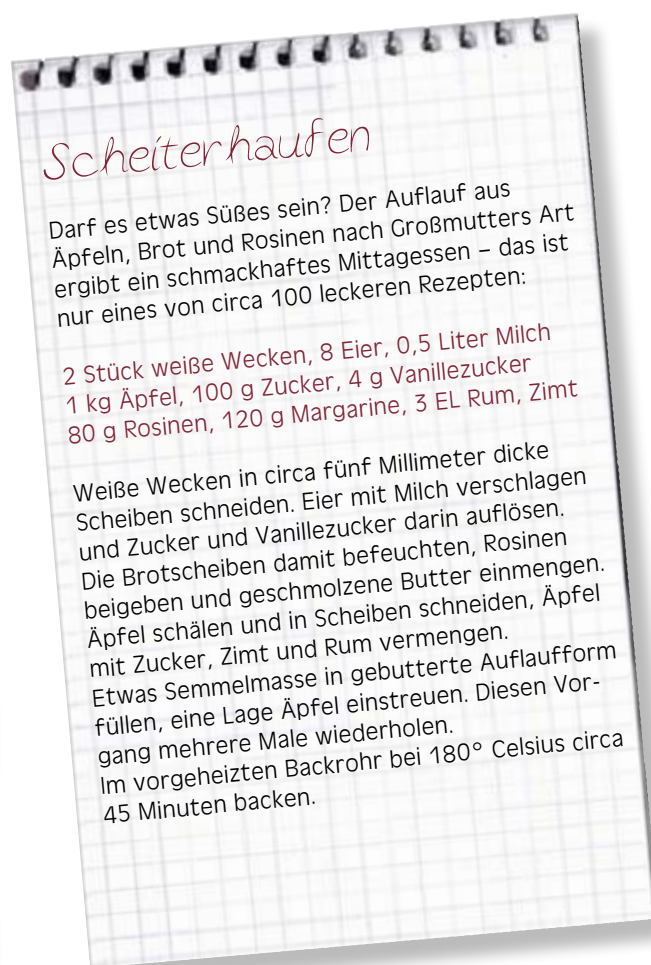 Scheiterhaufen
Darf es etwas Süßes sein? Der Auflauf aus
Äpfeln, Brot und Rosinen nach Großmutters Art
ergibt ein schmackhaftes Mittagessen – das ist
nur eines von circa 100 leckeren Rezepten:
2 Stück weiße Wecken, 8 Eier, 0,5 Liter Milch
1 kg Äpfel, 100 g Zucker, 4 g Vanillezucker
80 g Rosinen, 120 g Margarine, 3 EL Rum, Zimt
Weiße Wecken in circa fünf Millimeter dicke
Scheiben schneiden. Eier mit Milch verschlagen
und Zucker und Vanillezucker darin auflösen.
Die Brotscheiben damit befeuchten, Rosinen
beigeben und geschmolzene Butter einmengen.
Äpfel schälen und in Scheiben schneiden, Äpfel
mit Zucker, Zimt und Rum vermengen.
Etwas Semmelmasse in gebutterte Auflaufform
füllen, eine Lage Äpfel einstreuen. Diesen Vor-
gang mehrere Male wiederholen.
Im vorgeheizten Backrohr bei 180° Celsius circa
45 Minuten backen.